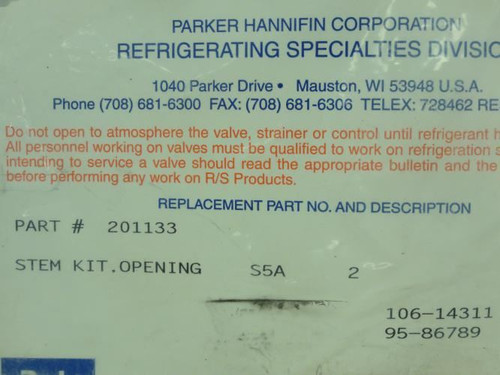 PARKER HANNIFIN CORPORATION
REFRIGERATING SPECIALTIES DIVISIO
1040 Parker Drive • Mauston, WI 53948 U.S.A.
Phone (708) 681-6300 FAX: (708) 681-6306 TELEX: 728462 RE
Do not open to atmosphere the valve, strainer or control until refrigerant
All personnel working on valves must be qualified to work on refrigeration s
intending to service a valve should read the appropriate bulletin and the
before performing any work on R/S Products.
REPLACEMENT PART NO. AND DESCRIPTION
PART # 201133
STEM KIT.OPENING S5A 2
106-14311
95-86789